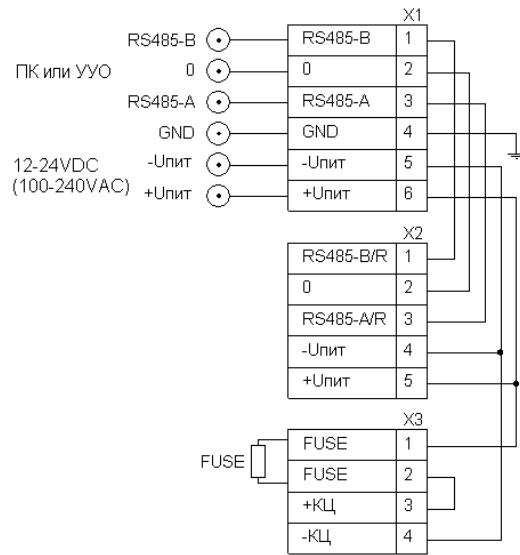 X1
RS485-B RS485-B 1
ПК или УУО 0 0 2
RS485-A RS485-A 3
GND GND 4
12-24VDC -Uпит -Uпит 5
(100-240VAC) +Uпит +Uпит 6
X2
RS485-B/R 1
0 2
RS485-A/R 3
-Uпит 4
+Uпит 5
X3
FUSE 1
FUSE FUSE 2
+КЦ 3
-КЦ 4